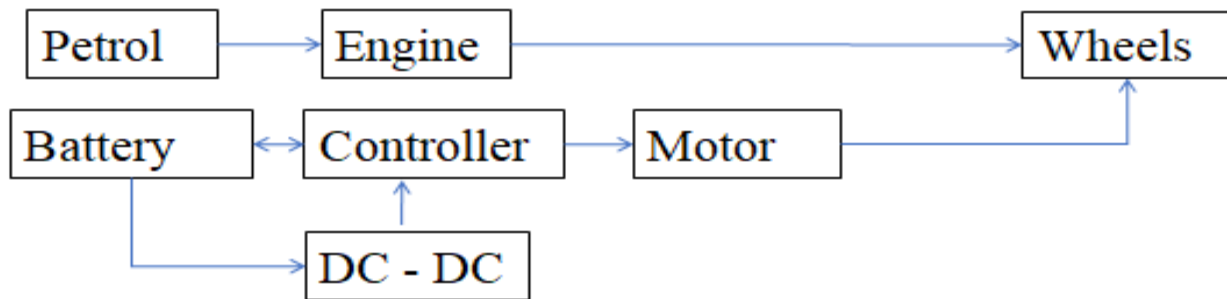 Petrol
Engine
Wheels
Battery
Controller
Motor
DC - DC